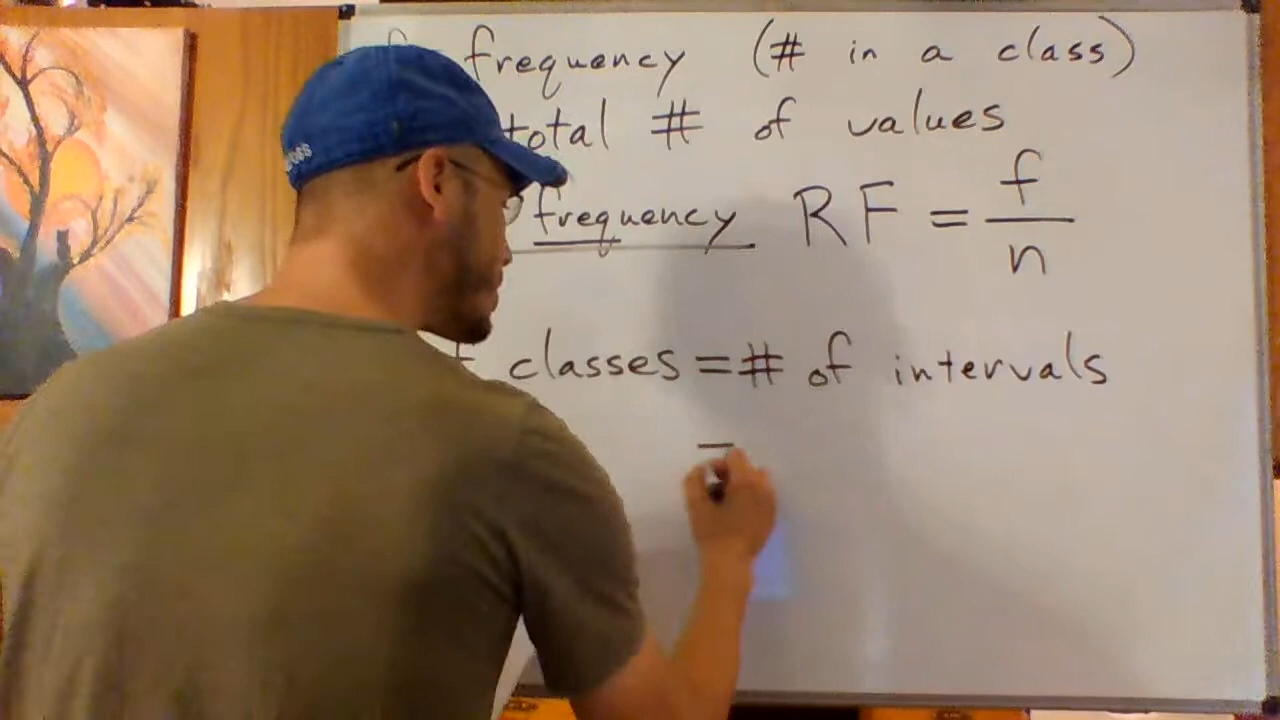 frequency (# in a class)
total # of values
frequency RF = f/n
classes = # of intervals
=